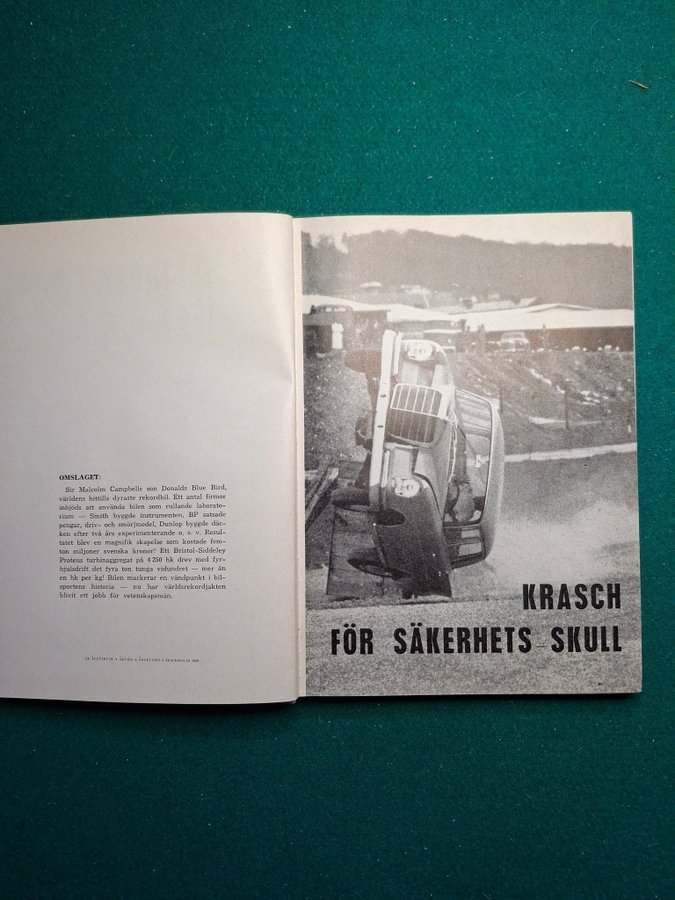 OMSLAGET:
Sir Malcolm Campbells son Donalds Blue Bird,
världens hittills dyraste rekordbil. Ett antal firmor
inbjöds att använda bilen som rullande laborato-
rium — Smith byggde instrumenten, BP satsade
pengar, driv- och smörjmedel, Dunlop byggde däc-
ken efter två års experimenterande o. s. v. Resul-
tatet blev en magnifik skapelse som kostade fem-
ton miljoner svenska kronor! Ett Bristol-Siddeley
Proteus turbinaggregat på 4 250 hk drev med fyr-
hjulsdrift det fyra ton tunga vidundret — mer än
en hk per kg! Bilen markerar en vändpunkt i bil-
sportens historia — nu har världsrekordjakten
blivit ett jobb för vetenskapsmän.
ÅHLÉN & ÅKERLUND • STOCKHOLM
KRASCH
FÖR SÄKERHETS SKULL